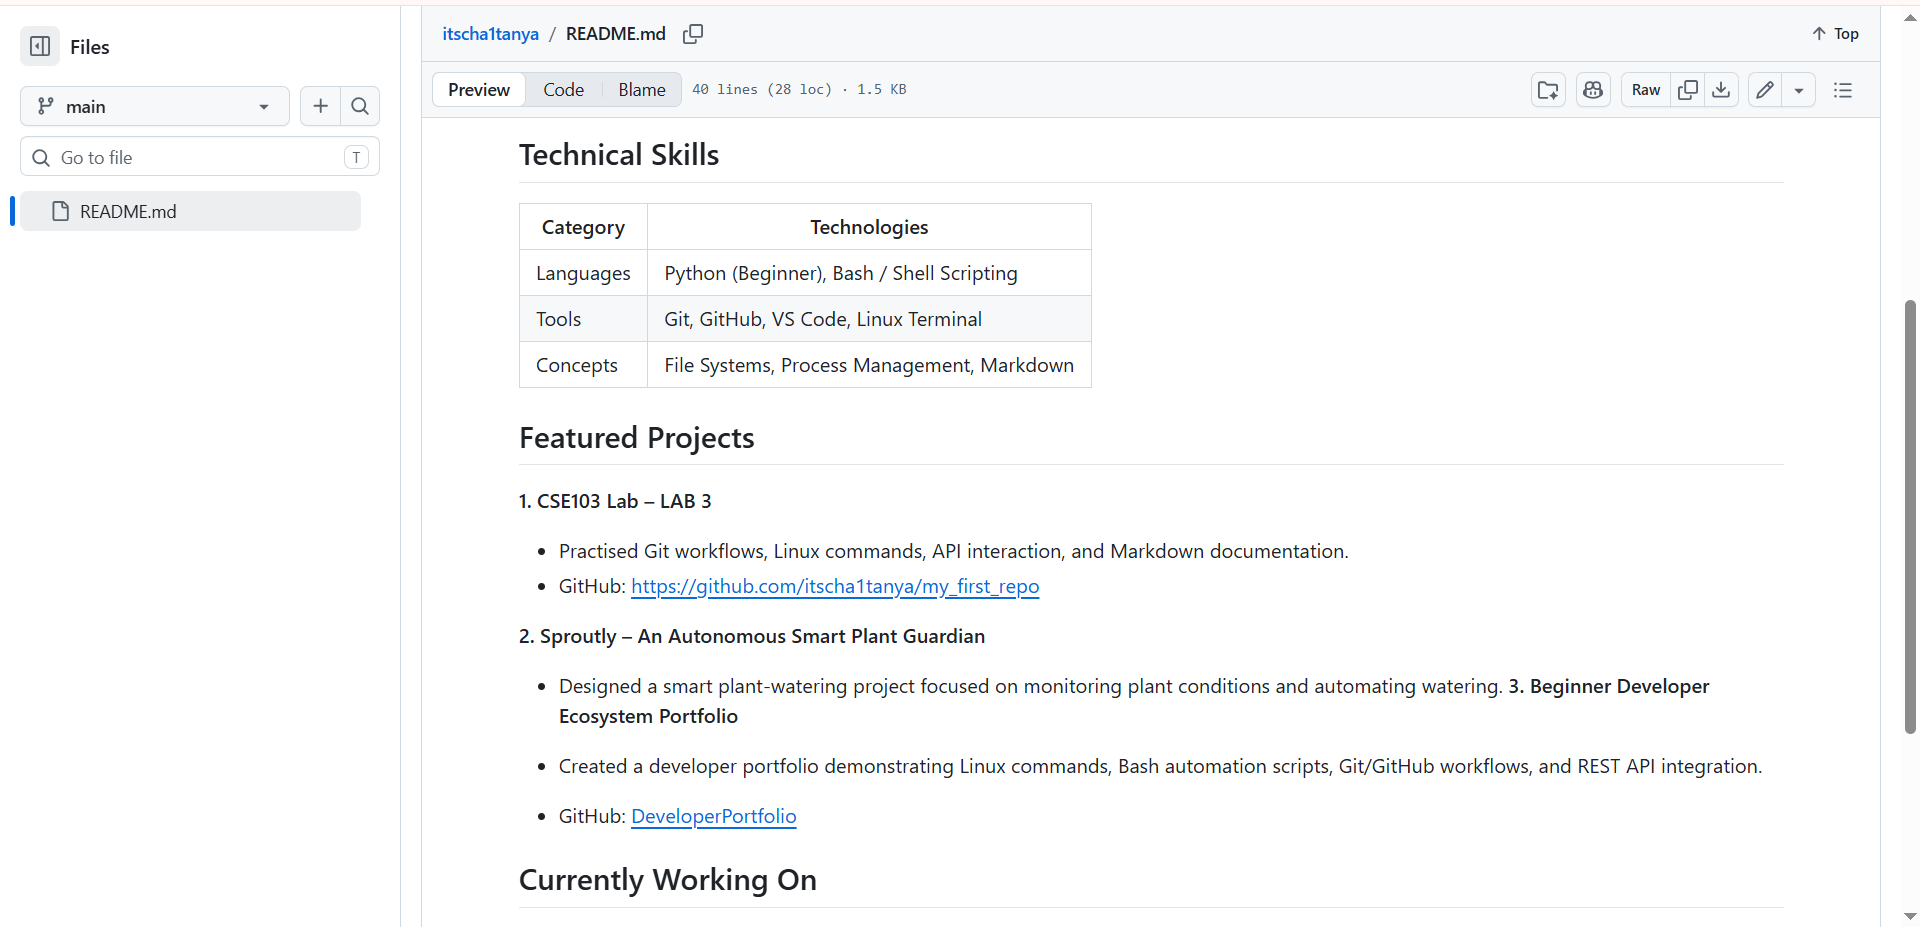 Files
main
Go to file
T
README.md
itscha1tanya / README.md
Top
Preview
Code
Blame
40 lines (28 loc) · 1.5 KB
Raw
Technical Skills
Category Technologies
Languages Python (Beginner), Bash / Shell Scripting
Tools Git, GitHub, VS Code, Linux Terminal
Concepts File Systems, Process Management, Markdown
Featured Projects
1. CSE103 Lab – LAB 3
• Practised Git workflows, Linux commands, API interaction, and Markdown documentation.
• GitHub: https://github.com/itscha1tanya/my_first_repo
2. Sproutly – An Autonomous Smart Plant Guardian
• Designed a smart plant-watering project focused on monitoring plant conditions and automating watering. 3. Beginner Developer
Ecosystem Portfolio
• Created a developer portfolio demonstrating Linux commands, Bash automation scripts, Git/GitHub workflows, and REST API integration.
• GitHub: DeveloperPortfolio
Currently Working On